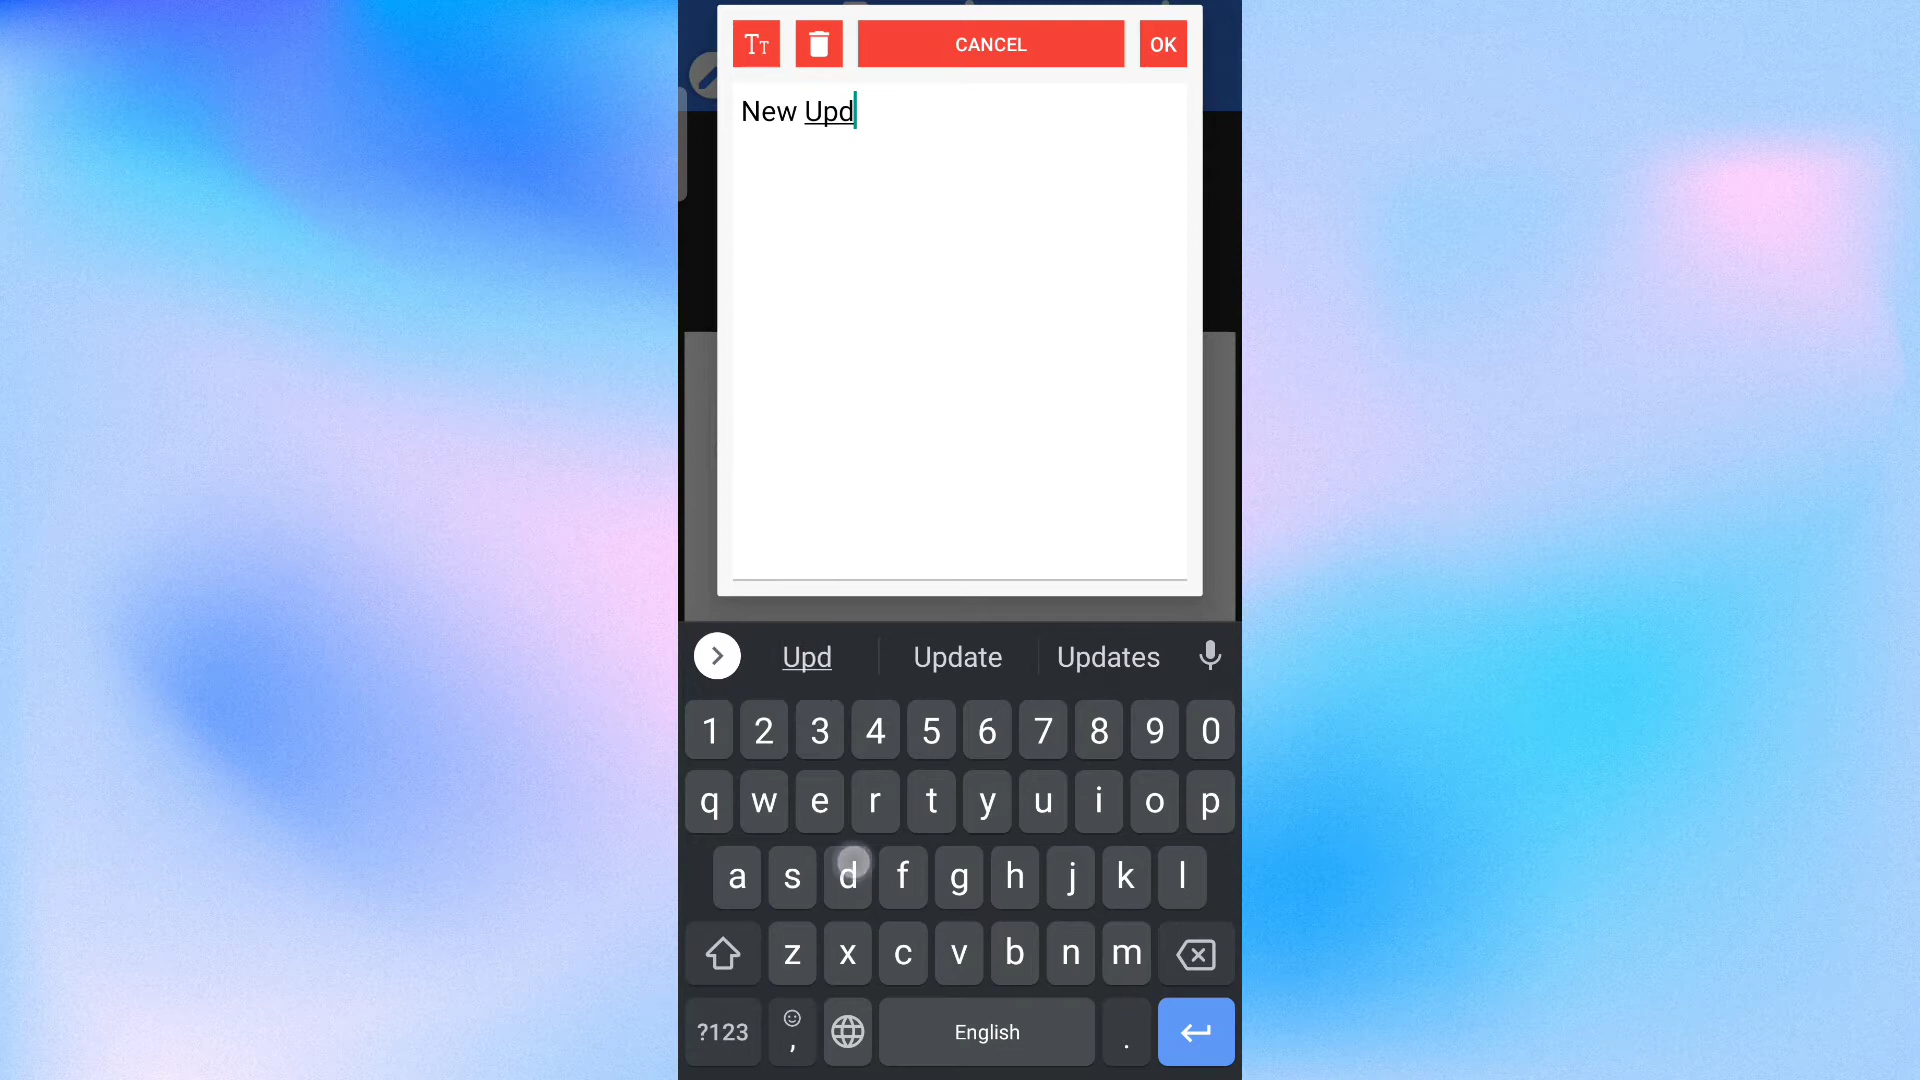 Tт CANCEL OK
New Upd
Upd Update Updates
1 2 3 4 5 6 7 8 9 0
q w e r t y u i o p
a s d f g h j k l
z x c v b n m
?123 , English .